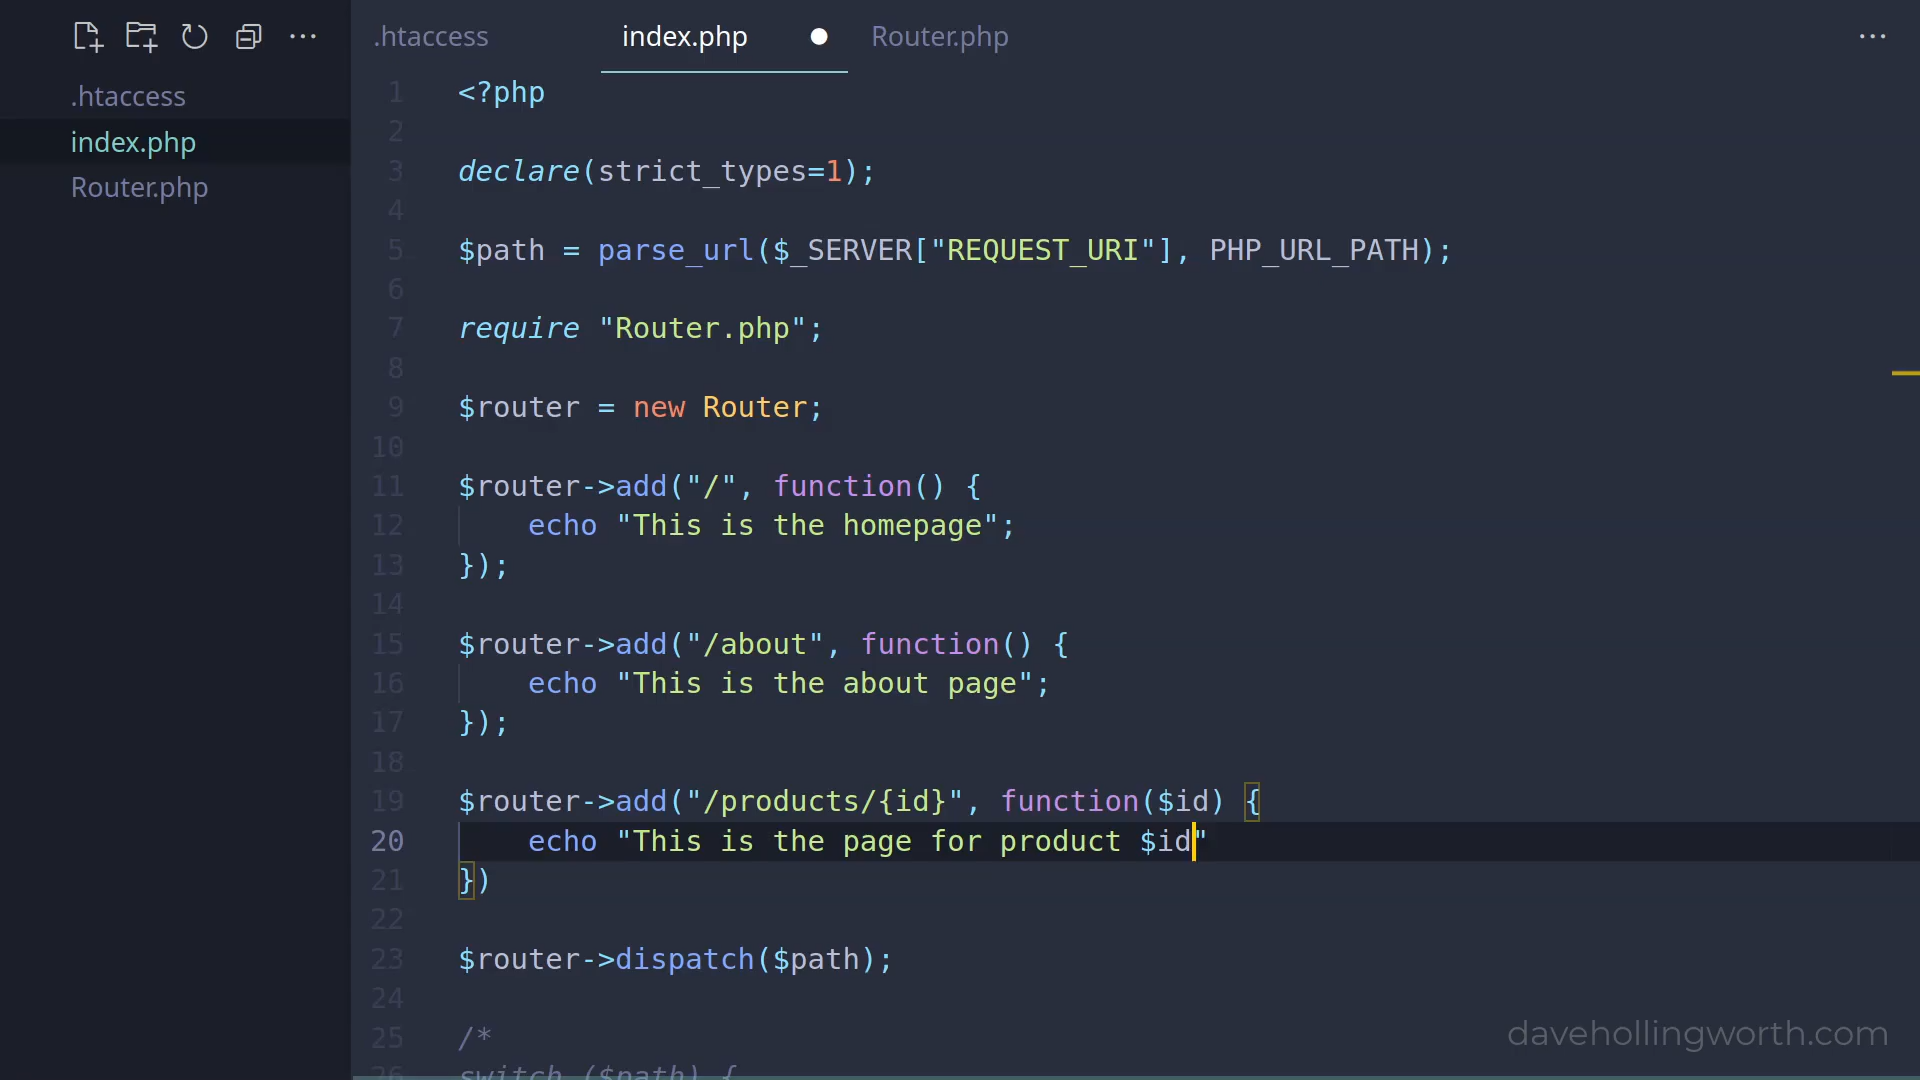 .htaccess
index.php
Router.php
.htaccess
index.php
Router.php
1 <?php
2
3 declare(strict_types=1);
4
5 $path = parse_url($_SERVER["REQUEST_URI"], PHP_URL_PATH);
6
7 require "Router.php";
8
9 $router = new Router;
10
11 $router->add("/", function() {
12     echo "This is the homepage";
13 });
14
15 $router->add("/about", function() {
16     echo "This is the about page";
17 });
18
19 $router->add("/products/{id}", function($id) {
20     echo "This is the page for product $id"
21 })
22
23 $router->dispatch($path);
24
25 /*
26 switch ($path) {
davehollingworth.com